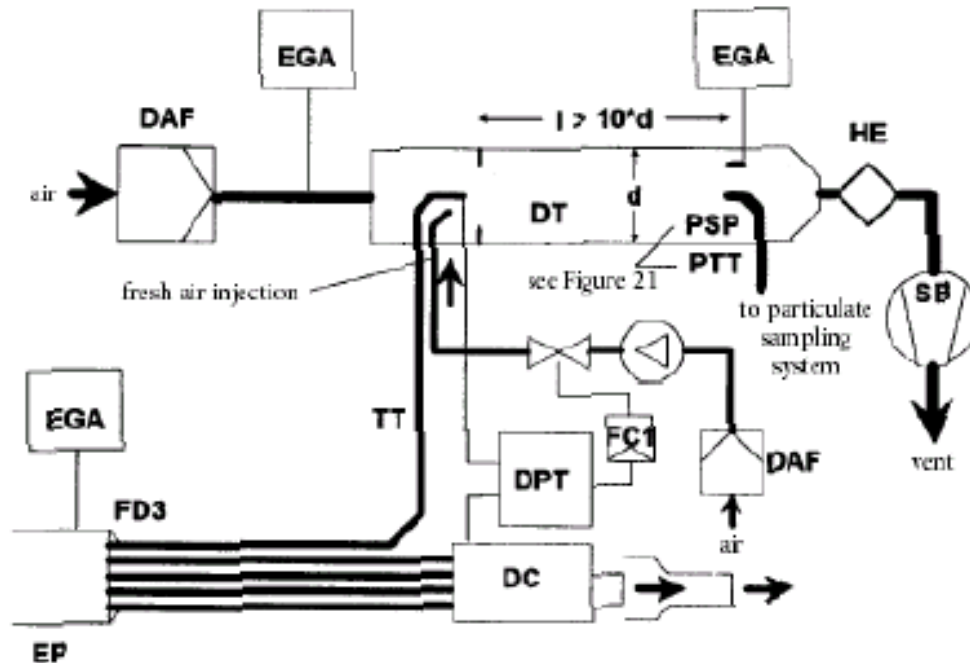 EGA
EGA
DAF
l > 10*d
HE
air
d
DT
PSP
PTT
SB
fresh air injection
see Figure 21
to particulate
sampling
system
EGA
TT
FC1
DAF
vent
DPT
FD3
air
DC
EP